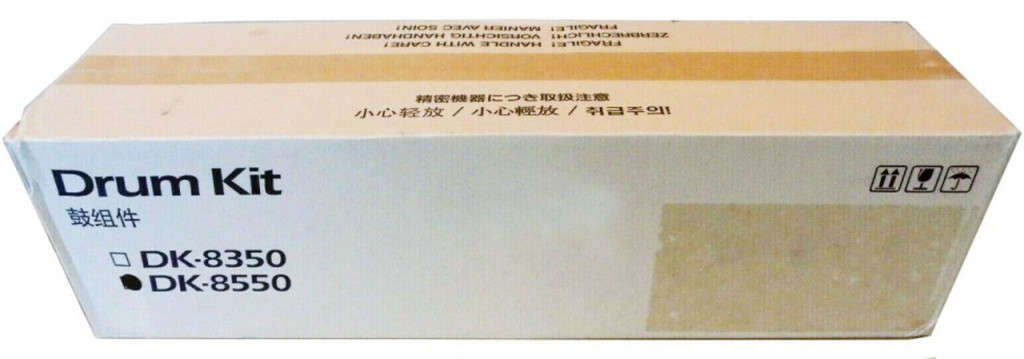 FRAGILE! HANDLE WITH CARE!
ZERBRECHLICH! VORSICHTIG HANDHABEN!
FRAGILE! MANIER AVEC SOIN!
精密機器につき取扱注意
小心轻放 / 小心輕放 / 취급주의!
Drum Kit
鼓组件
DK-8350
DK-8550